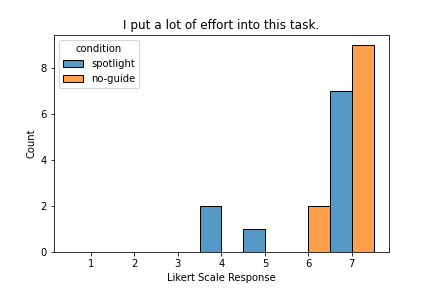 I put a lot of effort into this task.
condition
spotlight
no-guide
8
6
4
2
0
Count
1 2 3 4 5 6 7
Likert Scale Response